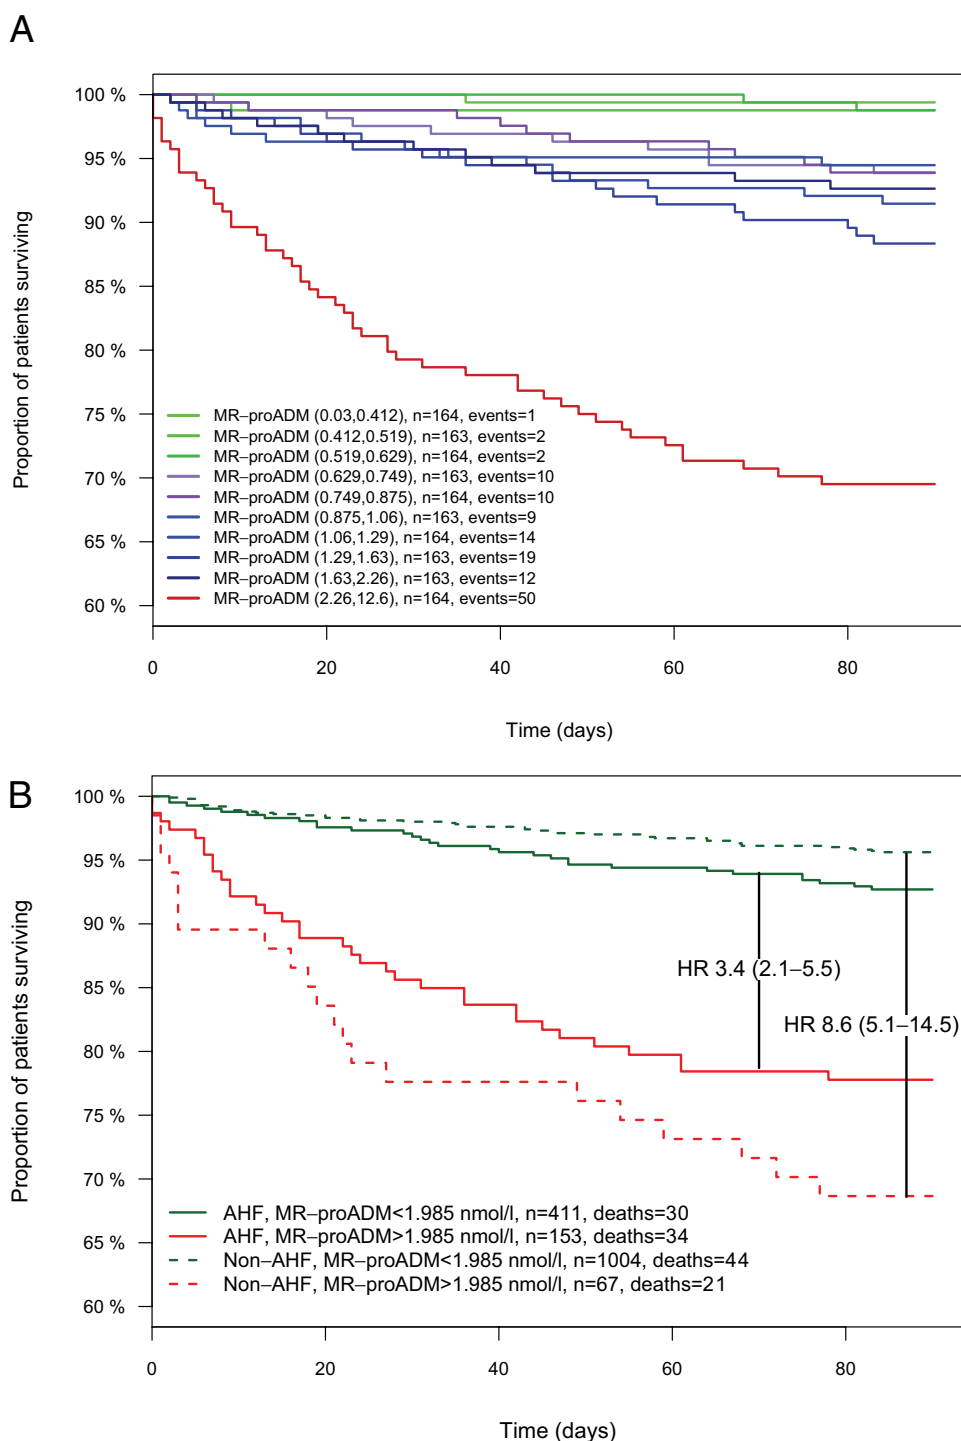 A
100 %
95 %
90 %
85 %
80 %
75 %
70 %
65 %
60 %
Proportion of patients surviving
MR–proADM (0.03,0.412), n=164, events=1
MR–proADM (0.412,0.519), n=163, events=2
MR–proADM (0.519,0.629), n=164, events=2
MR–proADM (0.629,0.749), n=163, events=10
MR–proADM (0.749,0.875), n=164, events=10
MR–proADM (0.875,1.06), n=163, events=9
MR–proADM (1.06,1.29), n=164, events=14
MR–proADM (1.29,1.63), n=163, events=19
MR–proADM (1.63,2.26), n=163, events=12
MR–proADM (2.26,12.6), n=164, events=50
0 20 40 60 80
Time (days)
B
100 %
95 %
90 %
85 %
80 %
75 %
70 %
65 %
60 %
Proportion of patients surviving
HR 3.4 (2.1–5.5)
HR 8.6 (5.1–14.5)
AHF, MR–proADM<1.985 nmol/l, n=411, deaths=30
AHF, MR–proADM>1.985 nmol/l, n=153, deaths=34
Non–AHF, MR–proADM<1.985 nmol/l, n=1004, deaths=44
Non–AHF, MR–proADM>1.985 nmol/l, n=67, deaths=21
0 20 40 60 80
Time (days)